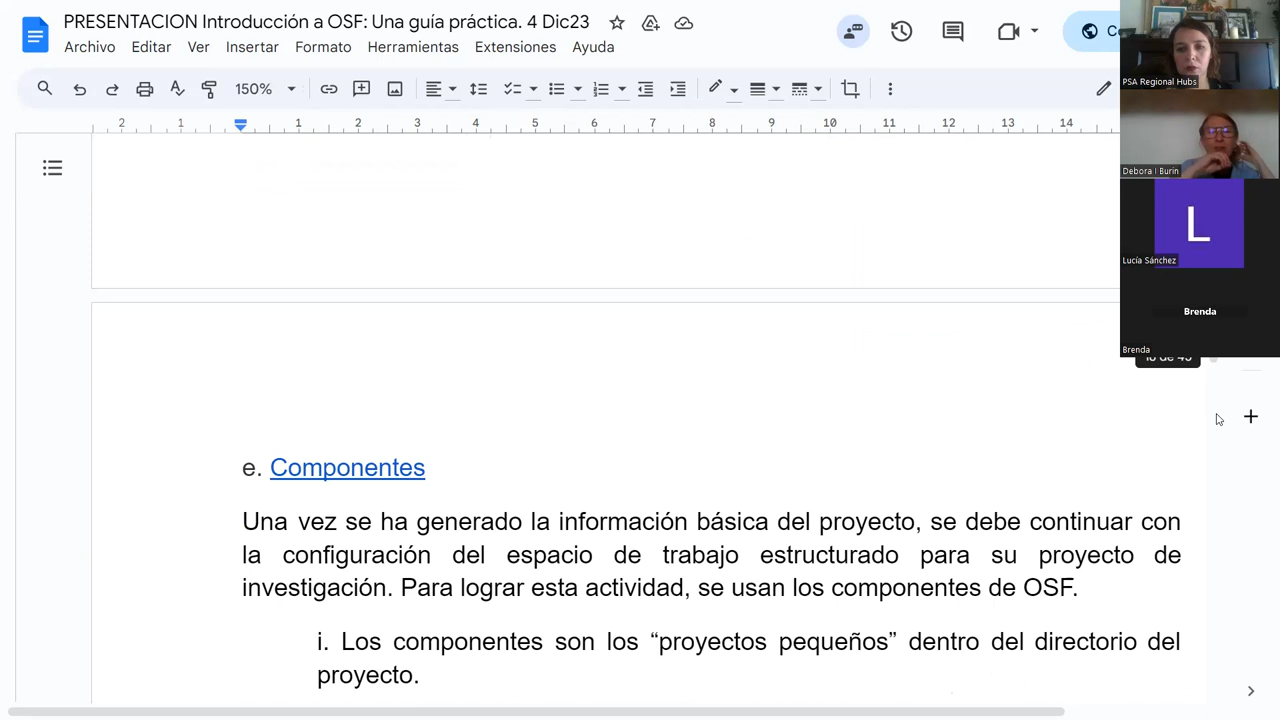 PRESENTACION Introducción a OSF: Una guía práctica. 4 Dic23
Archivo Editar Ver Insertar Formato Herramientas Extensiones Ayuda
150%
2 1 1 2 3 4 5 6 7 8 9 10 11 12 13 14
PSA Regional Hubs
Debora I Burin
L
Lucía Sánchez
Brenda
Brenda
e. Componentes
Una vez se ha generado la información básica del proyecto, se debe continuar con
la configuración del espacio de trabajo estructurado para su proyecto de
investigación. Para lograr esta actividad, se usan los componentes de OSF.
i. Los componentes son los “proyectos pequeños” dentro del directorio del
proyecto.